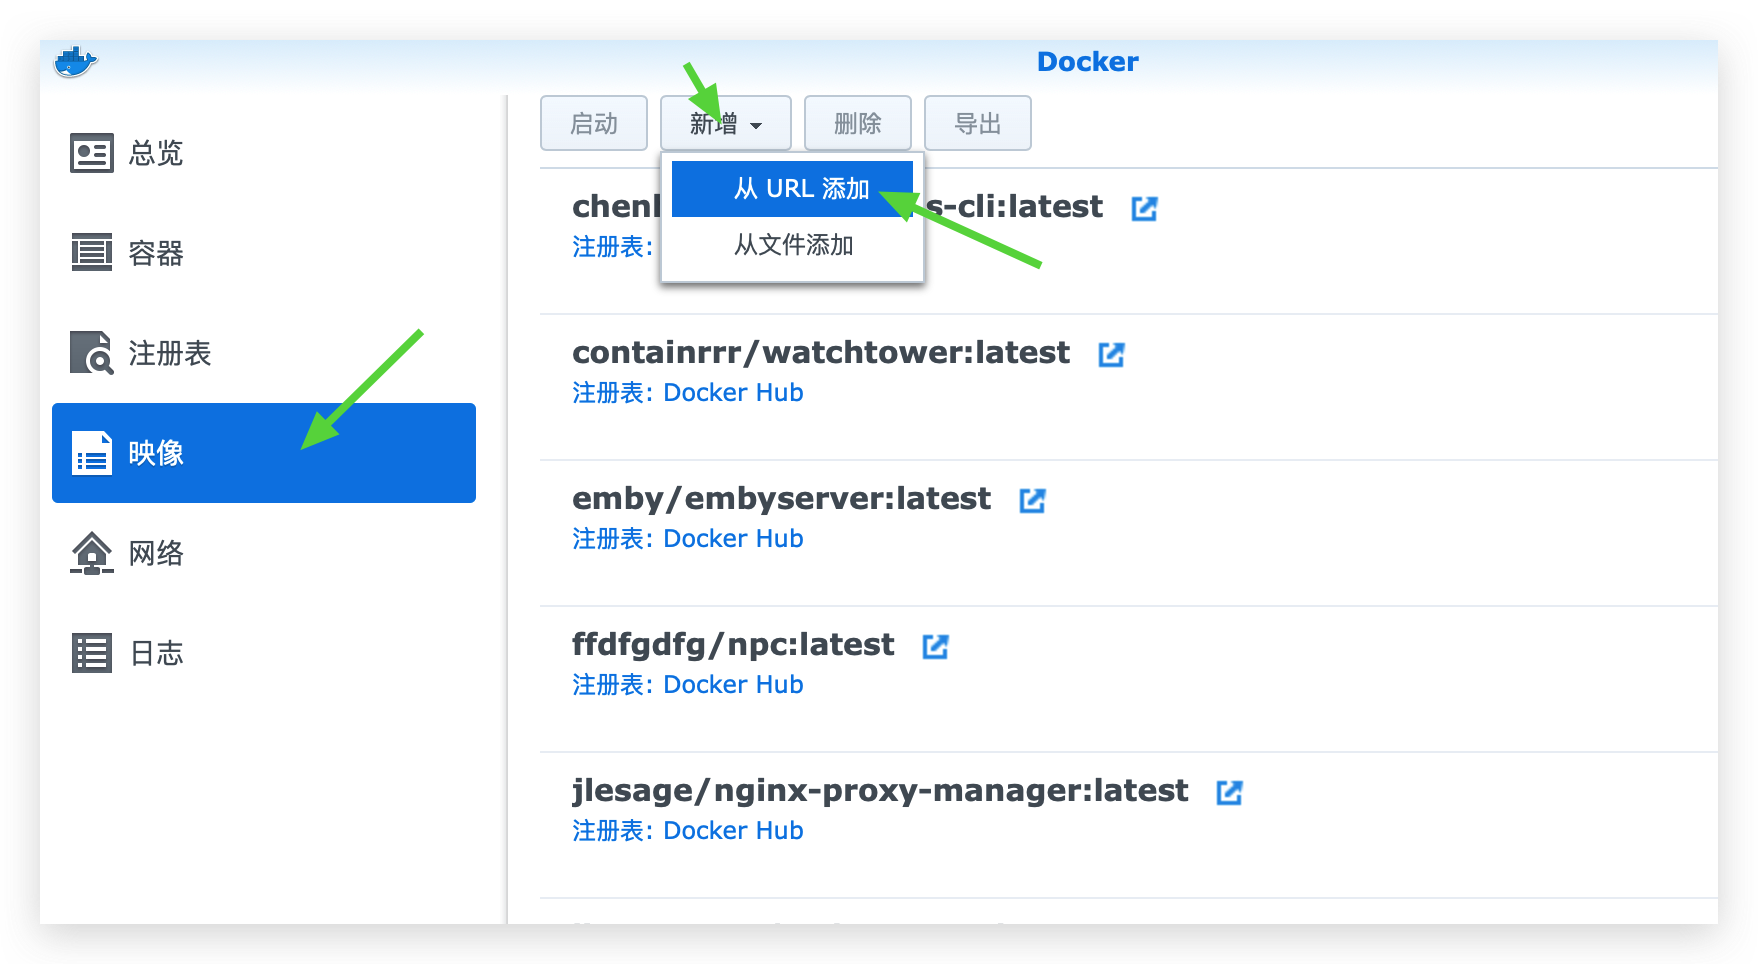 Docker
总览
容器
注册表
映像
网络
日志
启动
新增
删除
导出
从 URL 添加
从文件添加
s-cli:latest
注册表:
containrrr/watchtower:latest
注册表: Docker Hub
emby/embyserver:latest
注册表: Docker Hub
ffdfgdfg/npc:latest
注册表: Docker Hub
jlesage/nginx-proxy-manager:latest
注册表: Docker Hub